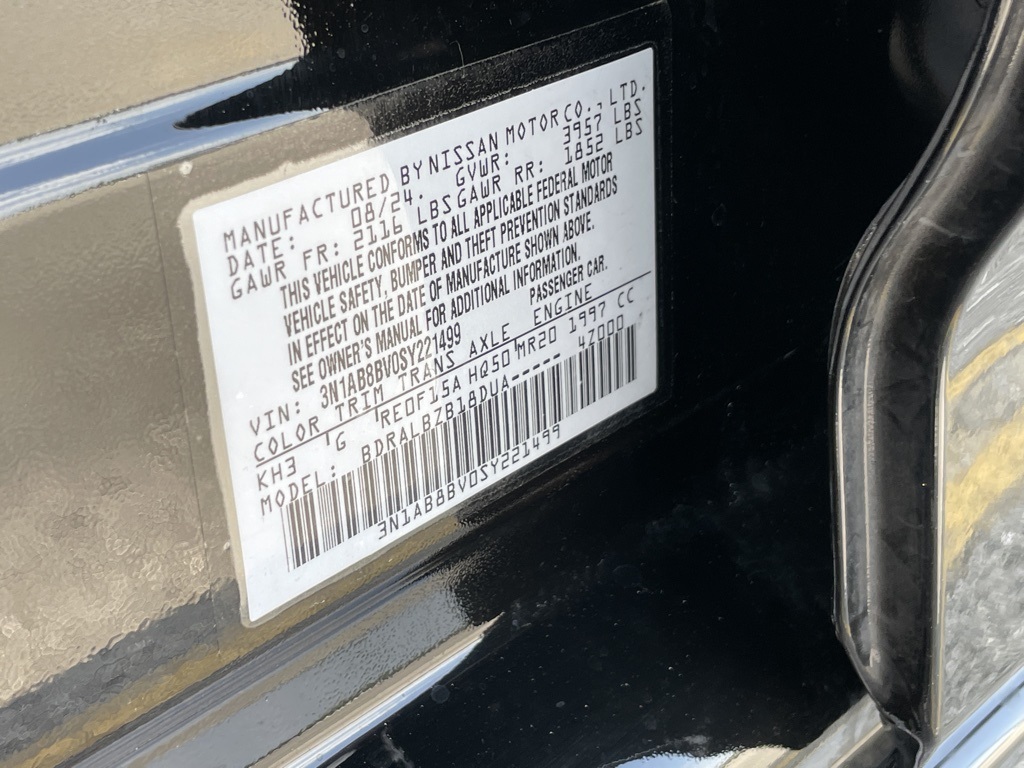 MANUFACTURED BY NISSAN MOTOR CO., LTD.
DATE: 08/24. GVWR: 3957 LBS
GAWR FR: 2116 LBS GAWR RR: 1852 LBS
THIS VEHICLE CONFORMS TO ALL APPLICABLE FEDERAL MOTOR
VEHICLE SAFETY, BUMPER AND THEFT PREVENTION STANDARDS
IN EFFECT ON THE DATE OF MANUFACTURE SHOWN ABOVE.
SEE OWNER'S MANUAL FOR ADDITIONAL INFORMATION.
VIN: 3N1AB8BV0SY221499 PASSENGER CAR.
COLOR TRIM TRANS AXLE ENGINE
KH3 'G 'RE0F15A HQ50 MR20 1997 CC
MODEL: BDRALBZB18DUA----- 47000
3N1AB8BV0SY221499